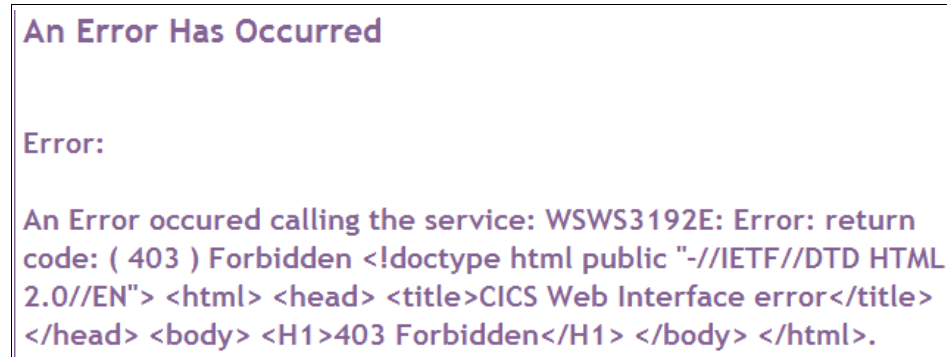 An Error Has Occurred
Error:
An Error occured calling the service: WSWS3192E: Error: return
code: ( 403 ) Forbidden <!doctype html public "-//IETF//DTD HTML
2.0//EN"> <html> <head> <title>CICS Web Interface error</title>
</head> <body> <H1>403 Forbidden</H1> </body> </html>.